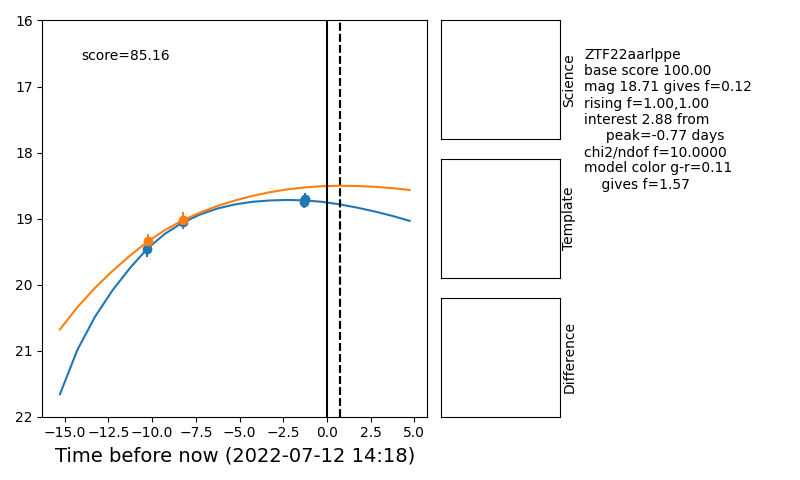 score=85.16
16
17
18
19
20
21
22
−15.0 −12.5 −10.0 −7.5 −5.0 −2.5 0.0 2.5 5.0
Time before now (2022-07-12 14:18)
Science
Template
Difference
ZTF22aarlppe
base score 100.00
mag 18.71 gives f=0.12
rising f=1.00,1.00
interest 2.88 from
peak=-0.77 days
chi2/ndof f=10.0000
model color g-r=0.11
gives f=1.57